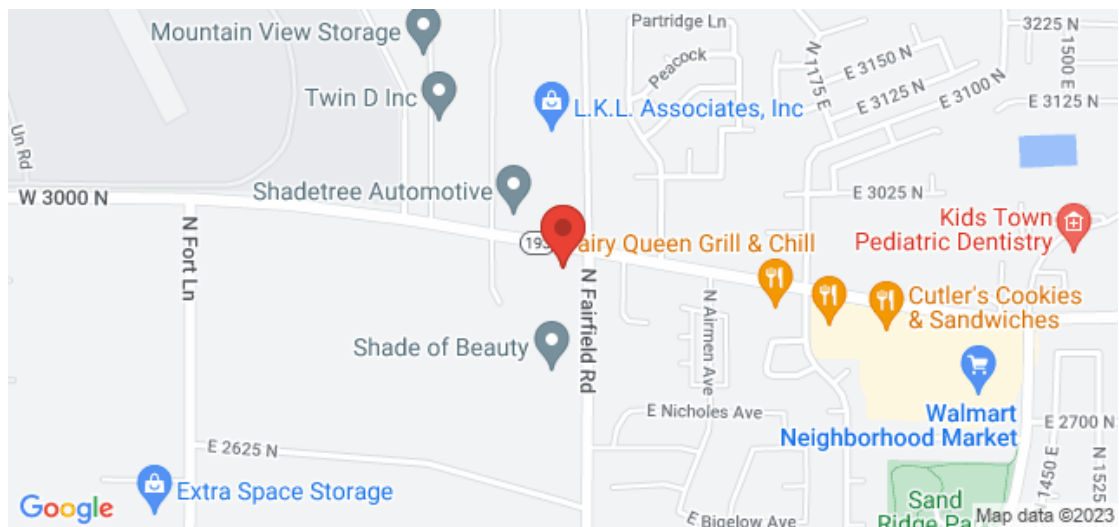 Mountain View Storage
Twin D Inc
L.K.L. Associates, Inc
Partridge Ln
Peacock
N 1175 E
E 3150 N
E 3125 N
E 3100 N
3225 N
1500 E
E 3125 N
Un Rd
W 3000 N
N Fort Ln
Shadetree Automotive
193
airy Queen Grill & Chill
E 3025 N
Kids Town
Pediatric Dentistry
N Fairfield Rd
N Airmen Ave
Cutler's Cookies
& Sandwiches
Shade of Beauty
Walmart
Neighborhood Market
E Nicholes Ave
E 2700 N
E 2625 N
N 1450 E
N 1525
Extra Space Storage
Sand
Ridge Pa
E Bigelow Ave
Google
Map data ©2023